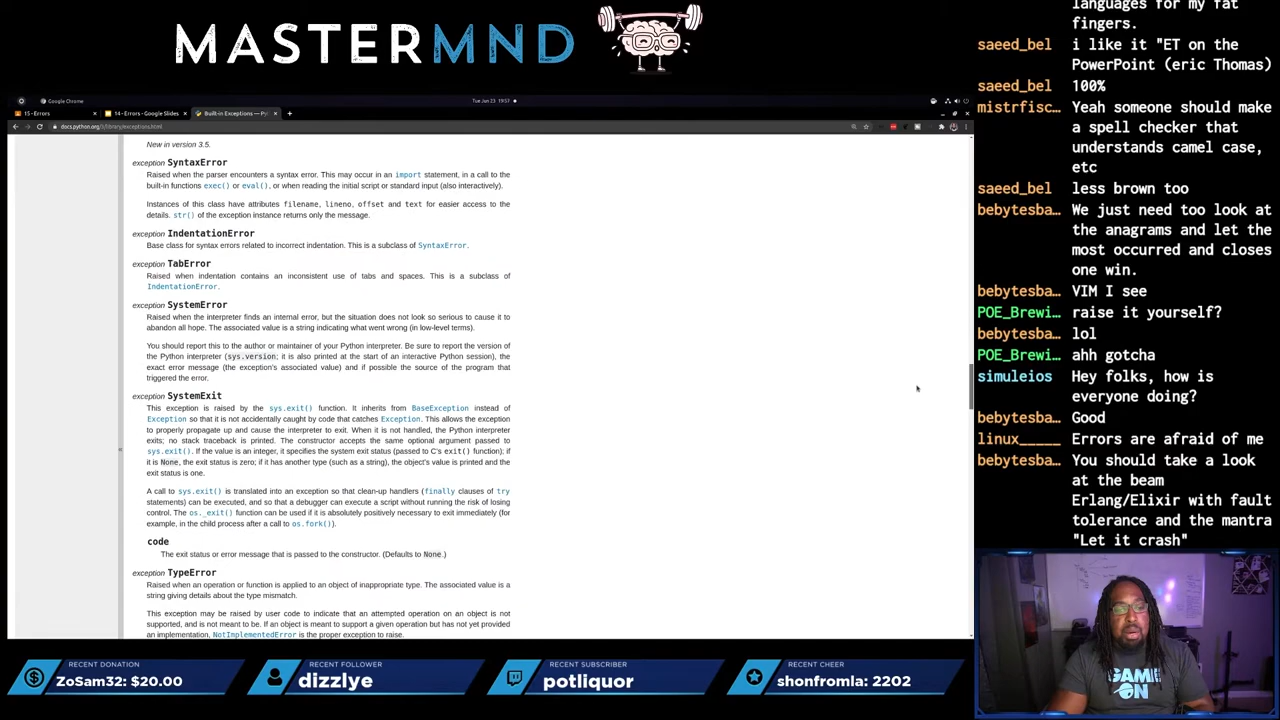 MASTERMND
Google Chrome
Tue Jun 23 19:57
15 - Errors
14 - Errors - Google Slides
Built-in Exceptions — Py
docs.python.org/3/library/exceptions.html
New in version 3.5.
exception SyntaxError
Raised when the parser encounters a syntax error. This may occur in an import statement, in a call to the
built-in functions exec() or eval(), or when reading the initial script or standard input (also interactively).
Instances of this class have attributes filename, lineno, offset and text for easier access to the
details. str() of the exception instance returns only the message.
exception IndentationError
Base class for syntax errors related to incorrect indentation. This is a subclass of SyntaxError.
exception TabError
Raised when indentation contains an inconsistent use of tabs and spaces. This is a subclass of
IndentationError.
exception SystemError
Raised when the interpreter finds an internal error, but the situation does not look so serious to cause it to
abandon all hope. The associated value is a string indicating what went wrong (in low-level terms).
You should report this to the author or maintainer of your Python interpreter. Be sure to report the version of
the Python interpreter (sys.version; it is also printed at the start of an interactive Python session), the
exact error message (the exception's associated value) and if possible the source of the program that
triggered the error.
exception SystemExit
This exception is raised by the sys.exit() function. It inherits from BaseException instead of
Exception so that it is not accidentally caught by code that catches Exception. This allows the exception
to properly propagate up and cause the interpreter to exit. When it is not handled, the Python interpreter
exits; no stack traceback is printed. The constructor accepts the same optional argument passed to
sys.exit(). If the value is an integer, it specifies the system exit status (passed to C's exit() function); if
it is None, the exit status is zero; if it has another type (such as a string), the object's value is printed and the
exit status is one.
A call to sys.exit() is translated into an exception so that clean-up handlers (finally clauses of try
statements) can be executed, and so that a debugger can execute a script without running the risk of losing
control. The os._exit() function can be used if it is absolutely positively necessary to exit immediately (for
example, in the child process after a call to os.fork()).
code
The exit status or error message that is passed to the constructor. (Defaults to None.)
exception TypeError
Raised when an operation or function is applied to an object of inappropriate type. The associated value is a
string giving details about the type mismatch.
This exception may be raised by user code to indicate that an attempted operation on an object is not
supported, and is not meant to be. If an object is meant to support a given operation but has not yet provided
an implementation, NotImplementedError is the proper exception to raise.
languages for my fat
fingers.
saeed_bel i like it "ET on the
PowerPoint (eric Thomas)
saeed_bel 100%
mistrfisc… Yeah someone should make
a spell checker that
understands camel case,
etc
saeed_bel less brown too
bebytesba… We just need too look at
the anagrams and let the
most occurred and closes
one win.
bebytesba… VIM I see
POE_Brewi… raise it yourself?
bebytesba… lol
POE_Brewi… ahh gotcha
simuleios Hey folks, how is
everyone doing?
bebytesba… Good
linux_____ Errors are afraid of me
bebytesba… You should take a look
at the beam
Erlang/Elixir with fault
tolerance and the mantra
"Let it crash"
GAME
ON
RECENT DONATION
ZoSam32: $20.00
RECENT FOLLOWER
dizzlye
RECENT SUBSCRIBER
potliquor
RECENT CHEER
shonfromla: 2202